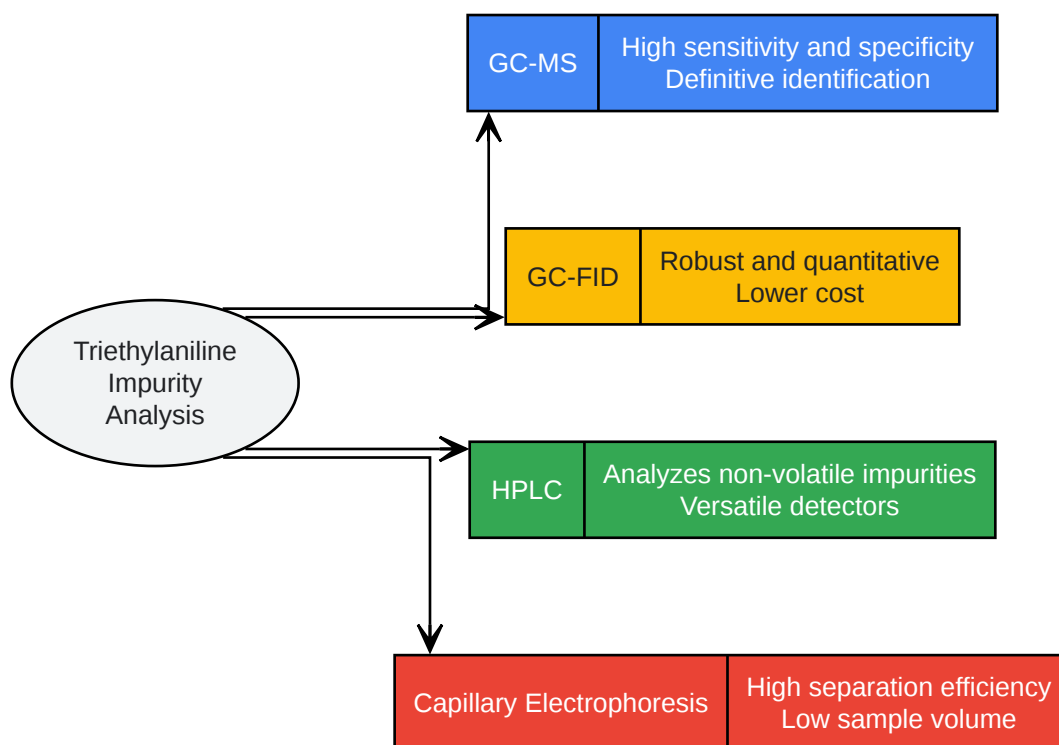 Triethylaniline
Impurity
Analysis
GC-MS
High sensitivity and specificity
Definitive identification
GC-FID
Robust and quantitative
Lower cost
HPLC
Analyzes non-volatile impurities
Versatile detectors
Capillary Electrophoresis
High separation efficiency
Low sample volume